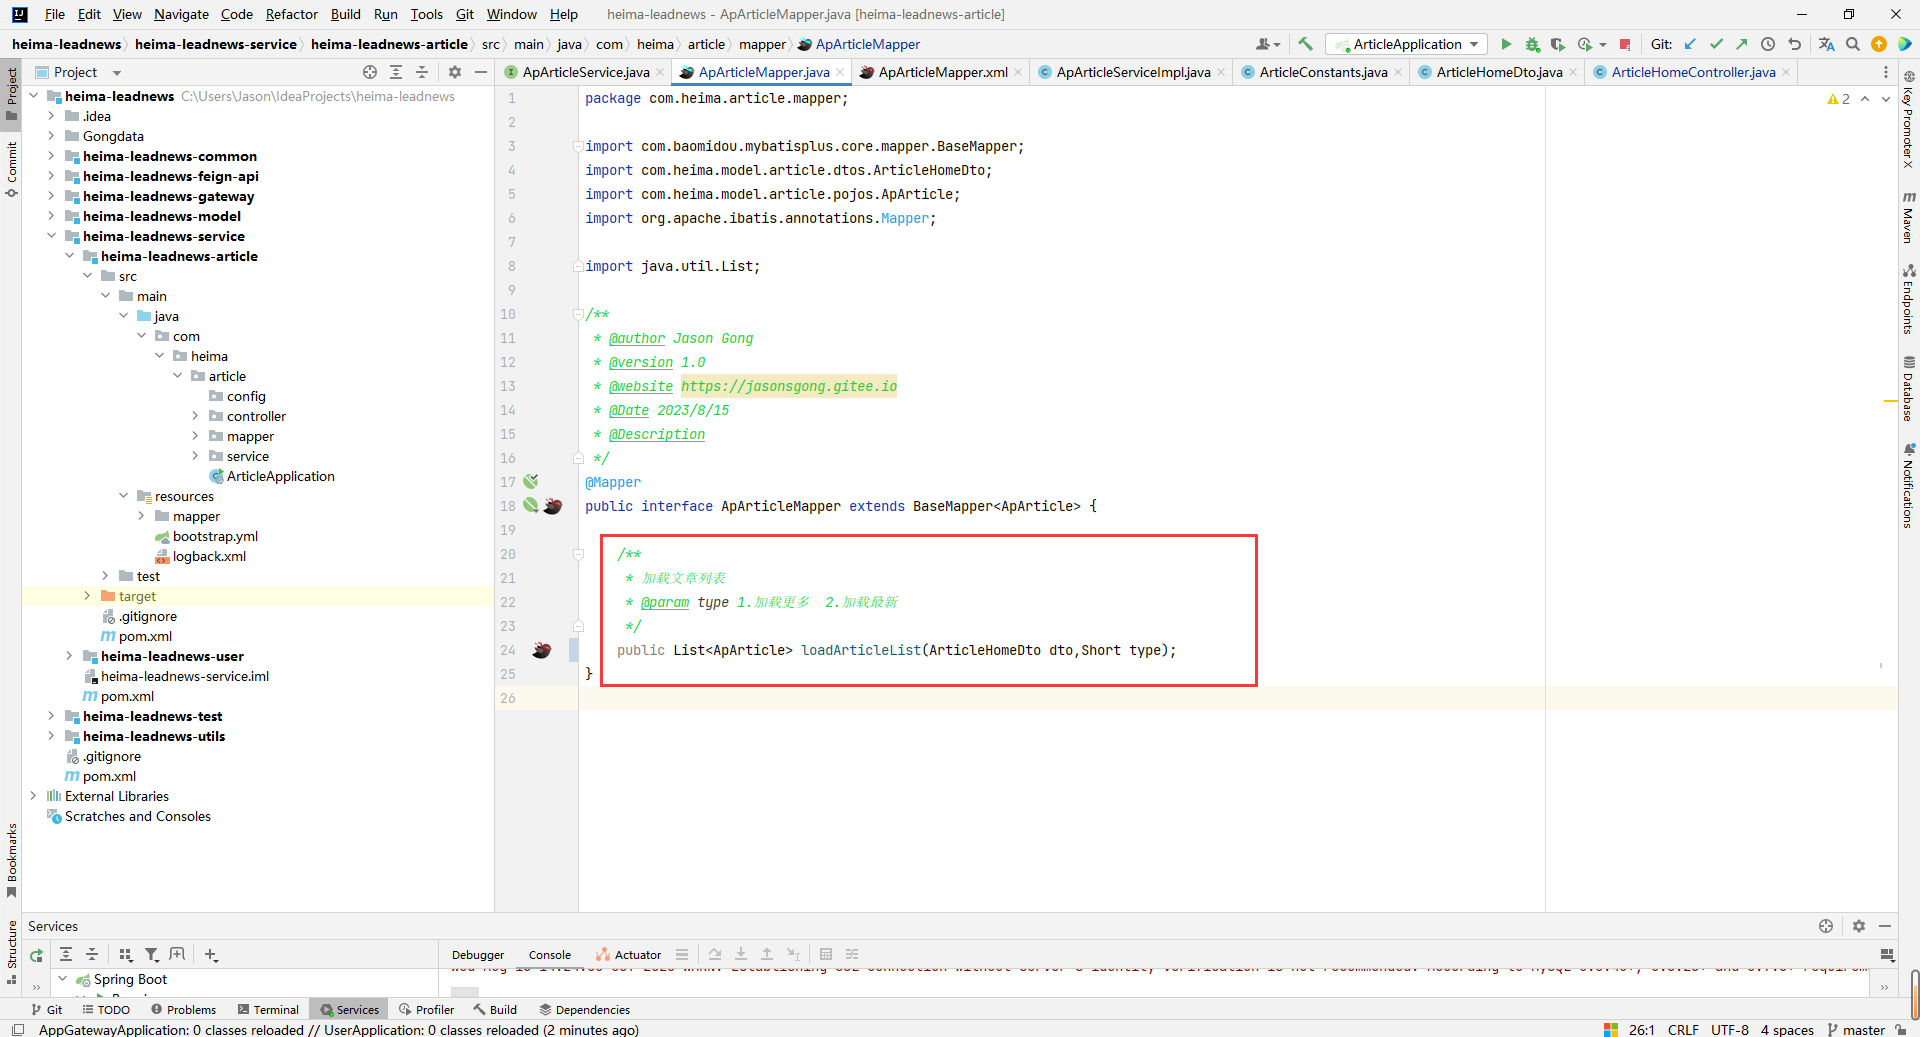 File Edit View Navigate Code Refactor Build Run Tools Git Window Help heima-leadnews - ApArticleMapper.java [heima-leadnews-article]
heima-leadnews heima-leadnews-service heima-leadnews-article src main java com heima article mapper ApArticleMapper ArticleApplication Git:
Project
ApArticleService.java ApArticleMapper.java ApArticleMapper.xml ApArticleServiceImpl.java ArticleConstants.java ArticleHomeDto.java ArticleHomeController.java
Project
Commit
Bookmarks
Structure
heima-leadnews C:\Users\Jason\IdeaProjects\heima-leadnews
.idea
Gongdata
heima-leadnews-common
heima-leadnews-feign-api
heima-leadnews-gateway
heima-leadnews-model
heima-leadnews-service
heima-leadnews-article
src
main
java
com
heima
article
config
controller
mapper
service
ArticleApplication
resources
mapper
bootstrap.yml
logback.xml
test
target
.gitignore
pom.xml
heima-leadnews-user
heima-leadnews-service.iml
pom.xml
heima-leadnews-test
heima-leadnews-utils
.gitignore
pom.xml
External Libraries
Scratches and Consoles
1 package com.heima.article.mapper;
2
3 import com.baomidou.mybatisplus.core.mapper.BaseMapper;
4 import com.heima.model.article.dtos.ArticleHomeDto;
5 import com.heima.model.article.pojos.ApArticle;
6 import org.apache.ibatis.annotations.Mapper;
7
8 import java.util.List;
9
10 /**
11 * @author Jason Gong
12 * @version 1.0
13 * @website https://jasonsgong.gitee.io
14 * @Date 2023/8/15
15 * @Description
16 */
17 @Mapper
18 public interface ApArticleMapper extends BaseMapper<ApArticle> {
19
20 /**
21 * 加载文章列表
22 * @param type 1.加载更多 2.加载最新
23 */
24 public List<ApArticle> loadArticleList(ArticleHomeDto dto,Short type);
25 }
26
2
Key Promoter X
Maven
Endpoints
Database
Notifications
Services
Debugger Console Actuator
Spring Boot
Git TODO Problems Terminal Services Profiler Build Dependencies
AppGatewayApplication: 0 classes reloaded // UserApplication: 0 classes reloaded (2 minutes ago) 26:1 CRLF UTF-8 4 spaces master